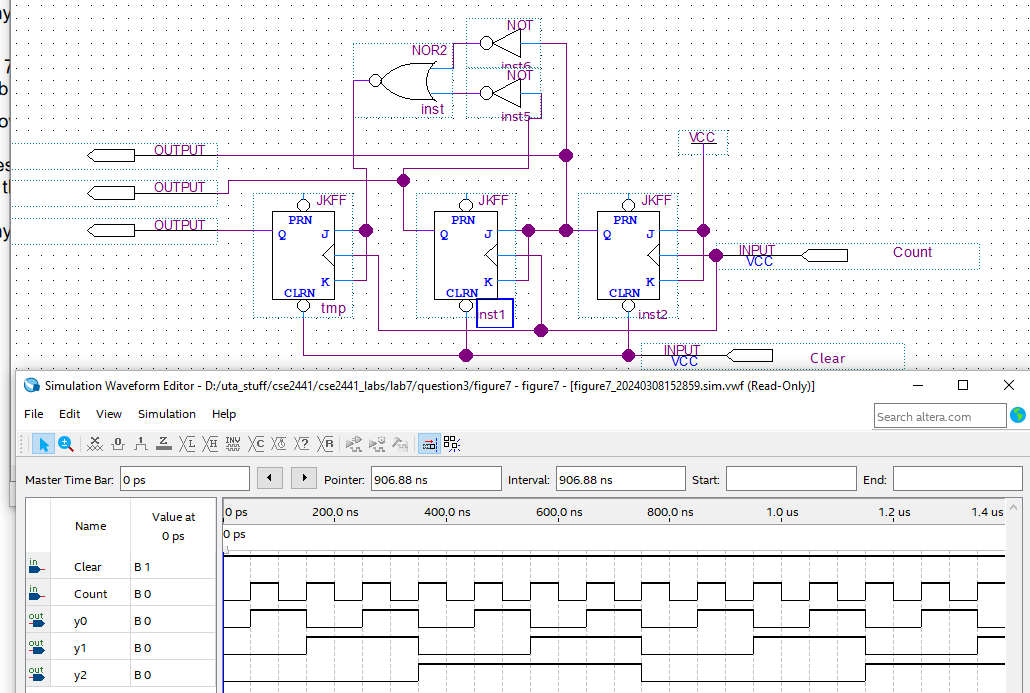 NOT
NOR2
inst6
NOT
inst
inst5
VCC
OUTPUT
OUTPUT
OUTPUT
JKFF
JKFF
JKFF
PRN
PRN
PRN
Q
J
Q
J
Q
J
INPUT
VCC
Count
K
K
K
CLRN
CLRN
CLRN
tmp
inst1
inst2
INPUT
VCC
Clear
Simulation Waveform Editor - D:/uta_stuff/cse2441/cse2441_labs/lab7/question3/figure7 - figure7 - [figure7_20240308152859.sim.vwf (Read-Only)]
File Edit View Simulation Help
Search altera.com
Master Time Bar: 0 ps Pointer: 906.88 ns Interval: 906.88 ns Start: End:
Name Value at 0 ps
0 ps 200.0 ns 400.0 ns 600.0 ns 800.0 ns 1.0 us 1.2 us 1.4 us
0 ps
in Clear B 1
in Count B 0
out y0 B 0
out y1 B 0
out y2 B 0